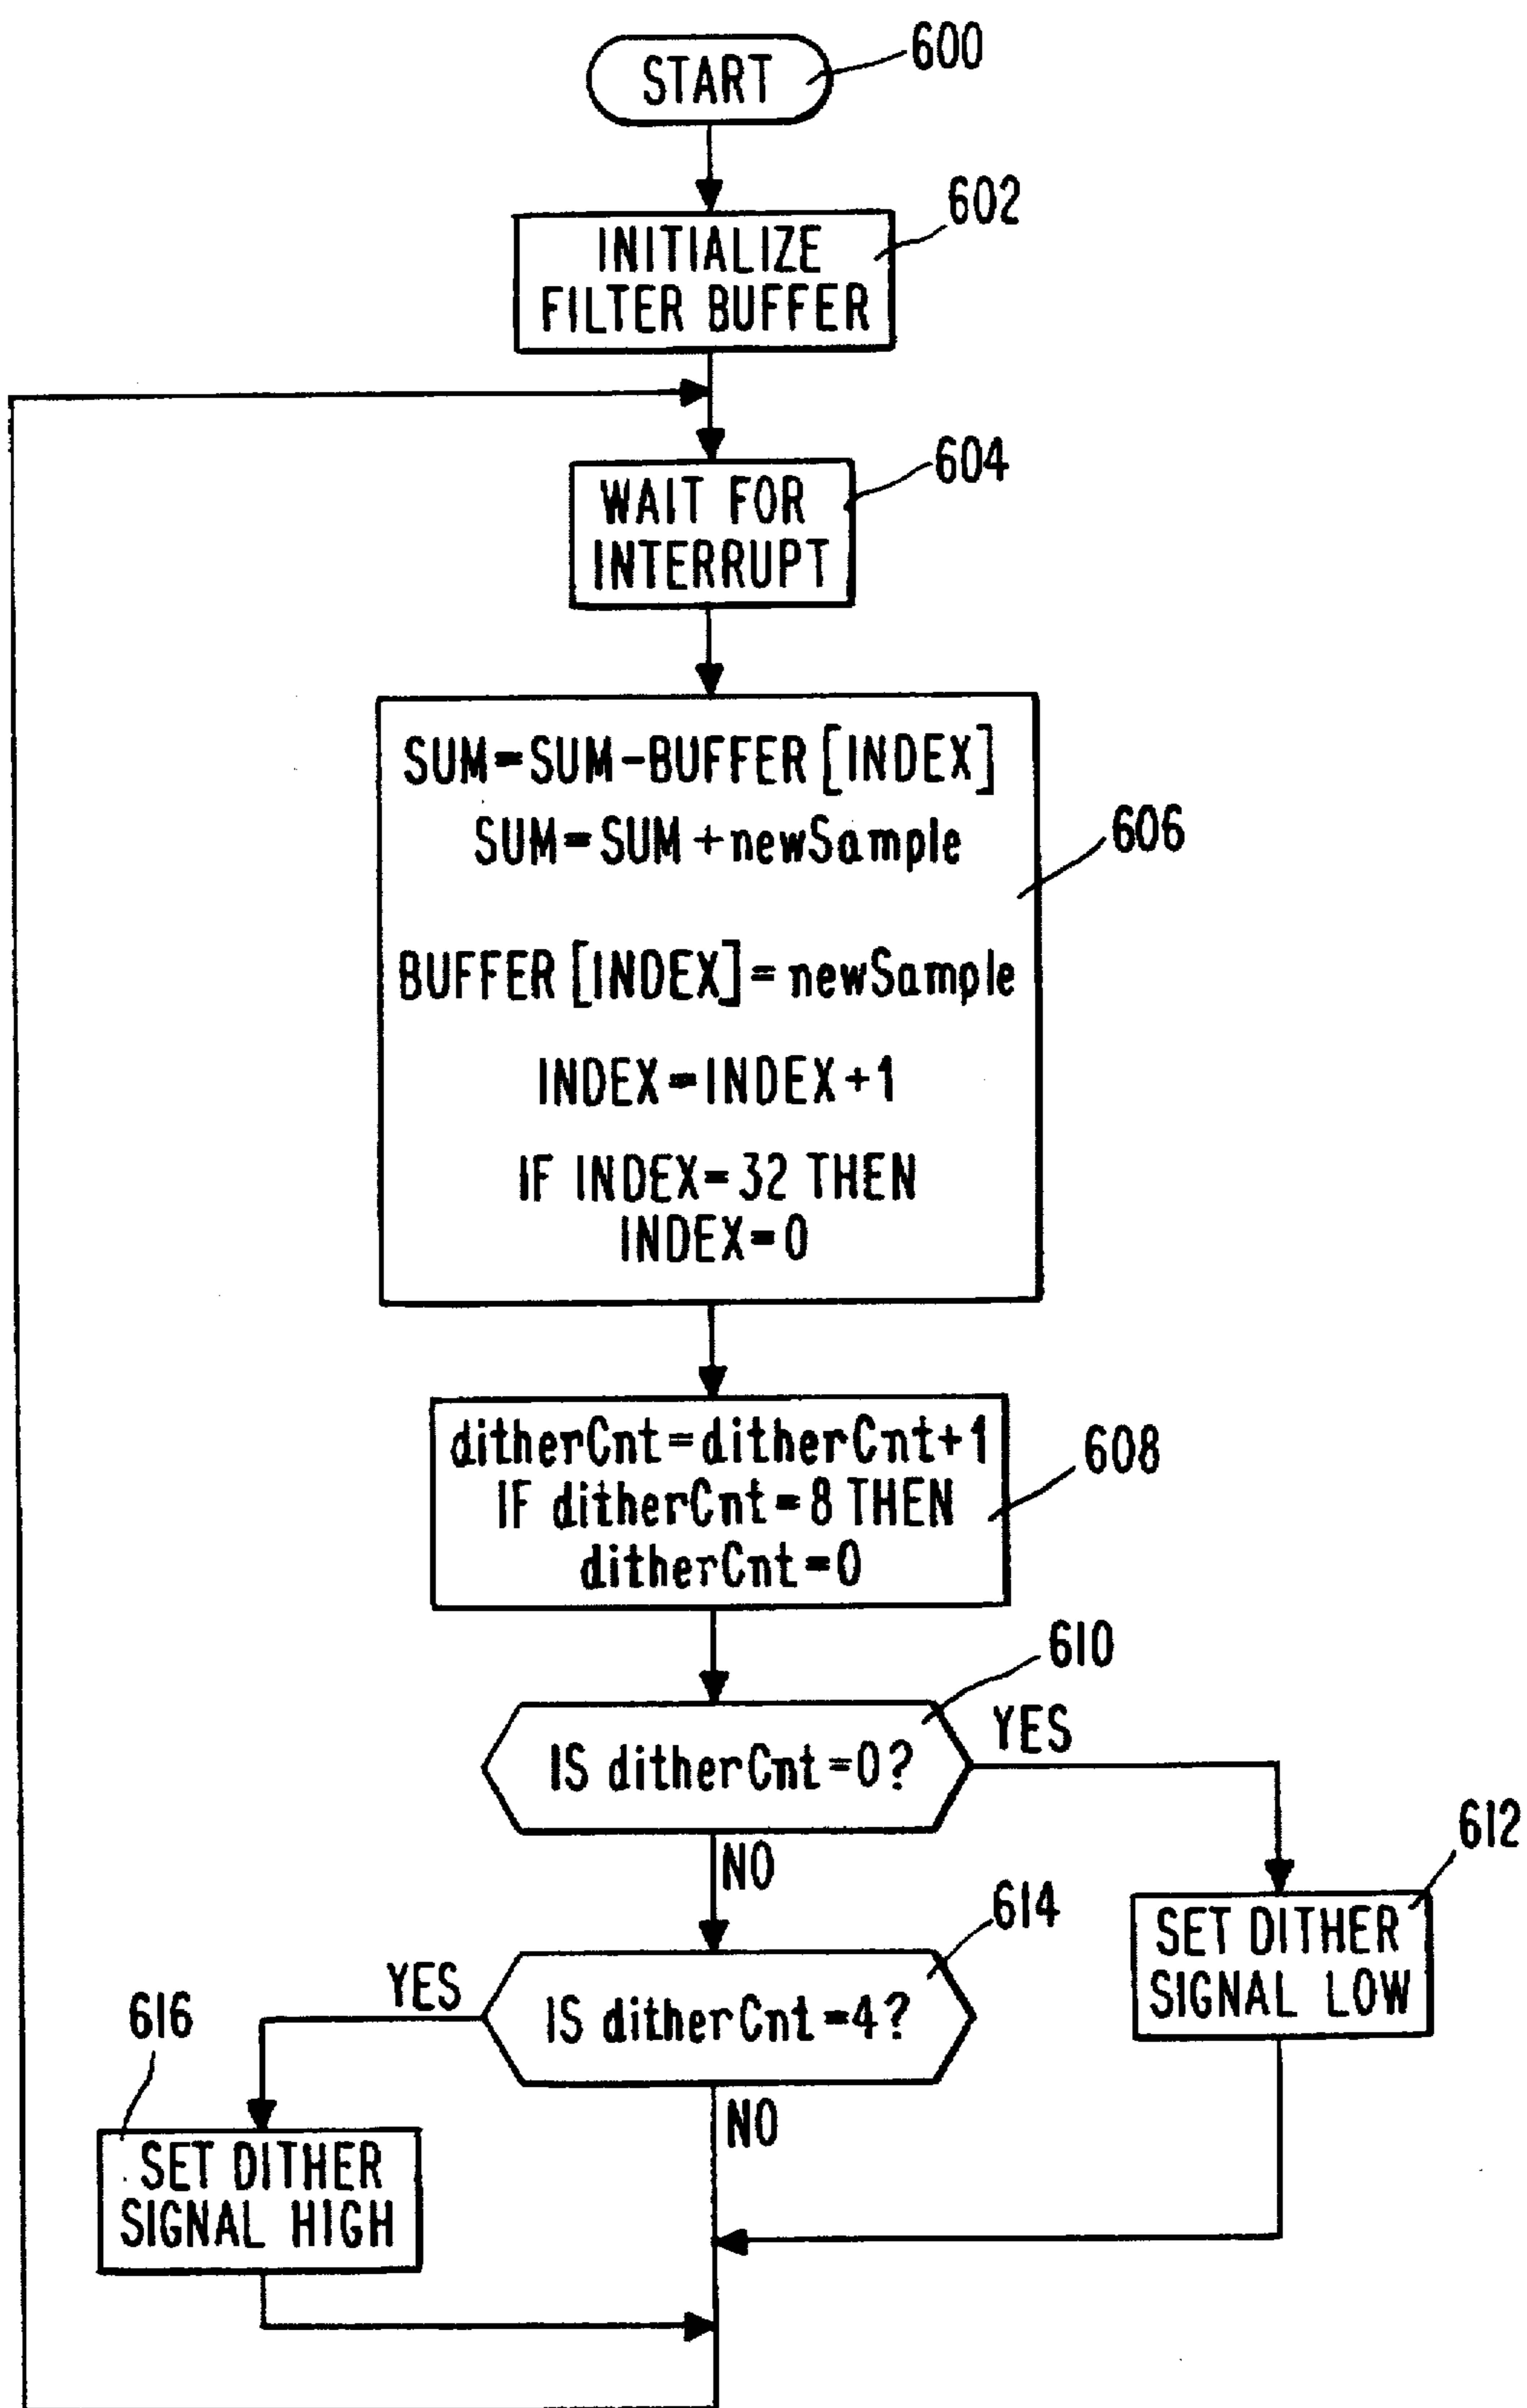 START
600
602
INITIALIZE
FILTER BUFFER
604
WAIT FOR
INTERRUPT
SUM=SUM-BUFFER[INDEX]
SUM=SUM+newSample
606
BUFFER[INDEX]=newSample
INDEX=INDEX+1
IF INDEX=32 THEN
INDEX=0
ditherCnt=ditherCnt+1
608
IF ditherCnt=8 THEN
ditherCnt=0
610
YES
IS ditherCnt=0?
612
NO
614
SET DITHER
SIGNAL LOW
YES
616
IS ditherCnt=4?
NO
SET DITHER
SIGNAL HIGH